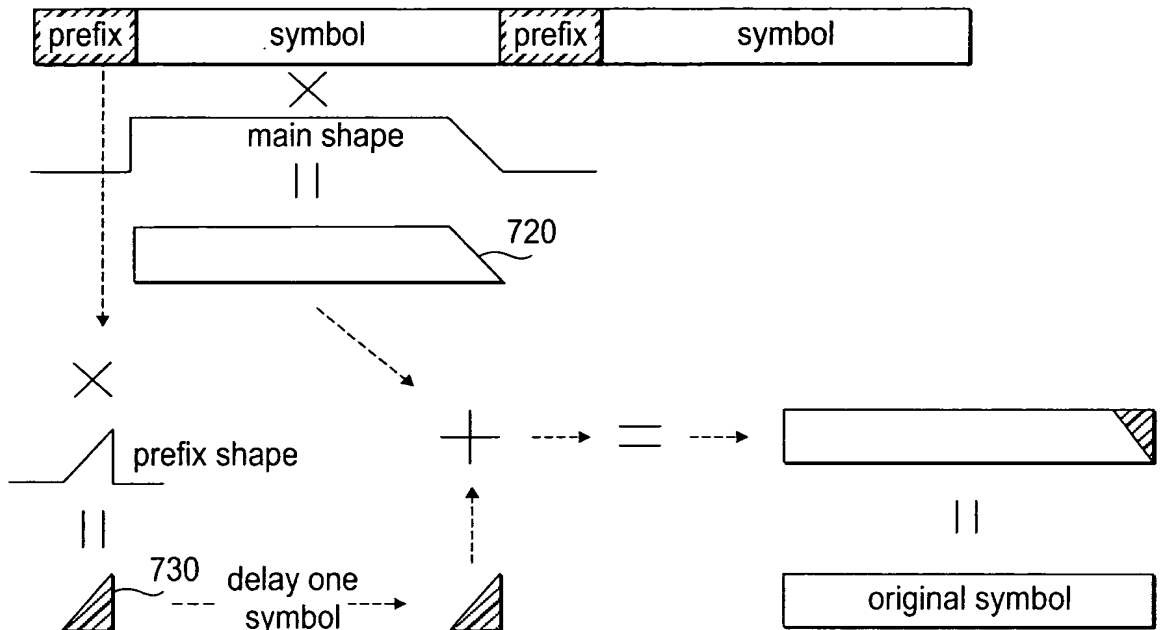 prefix symbol prefix symbol
main shape
720
prefix shape
730
delay one
symbol
original symbol